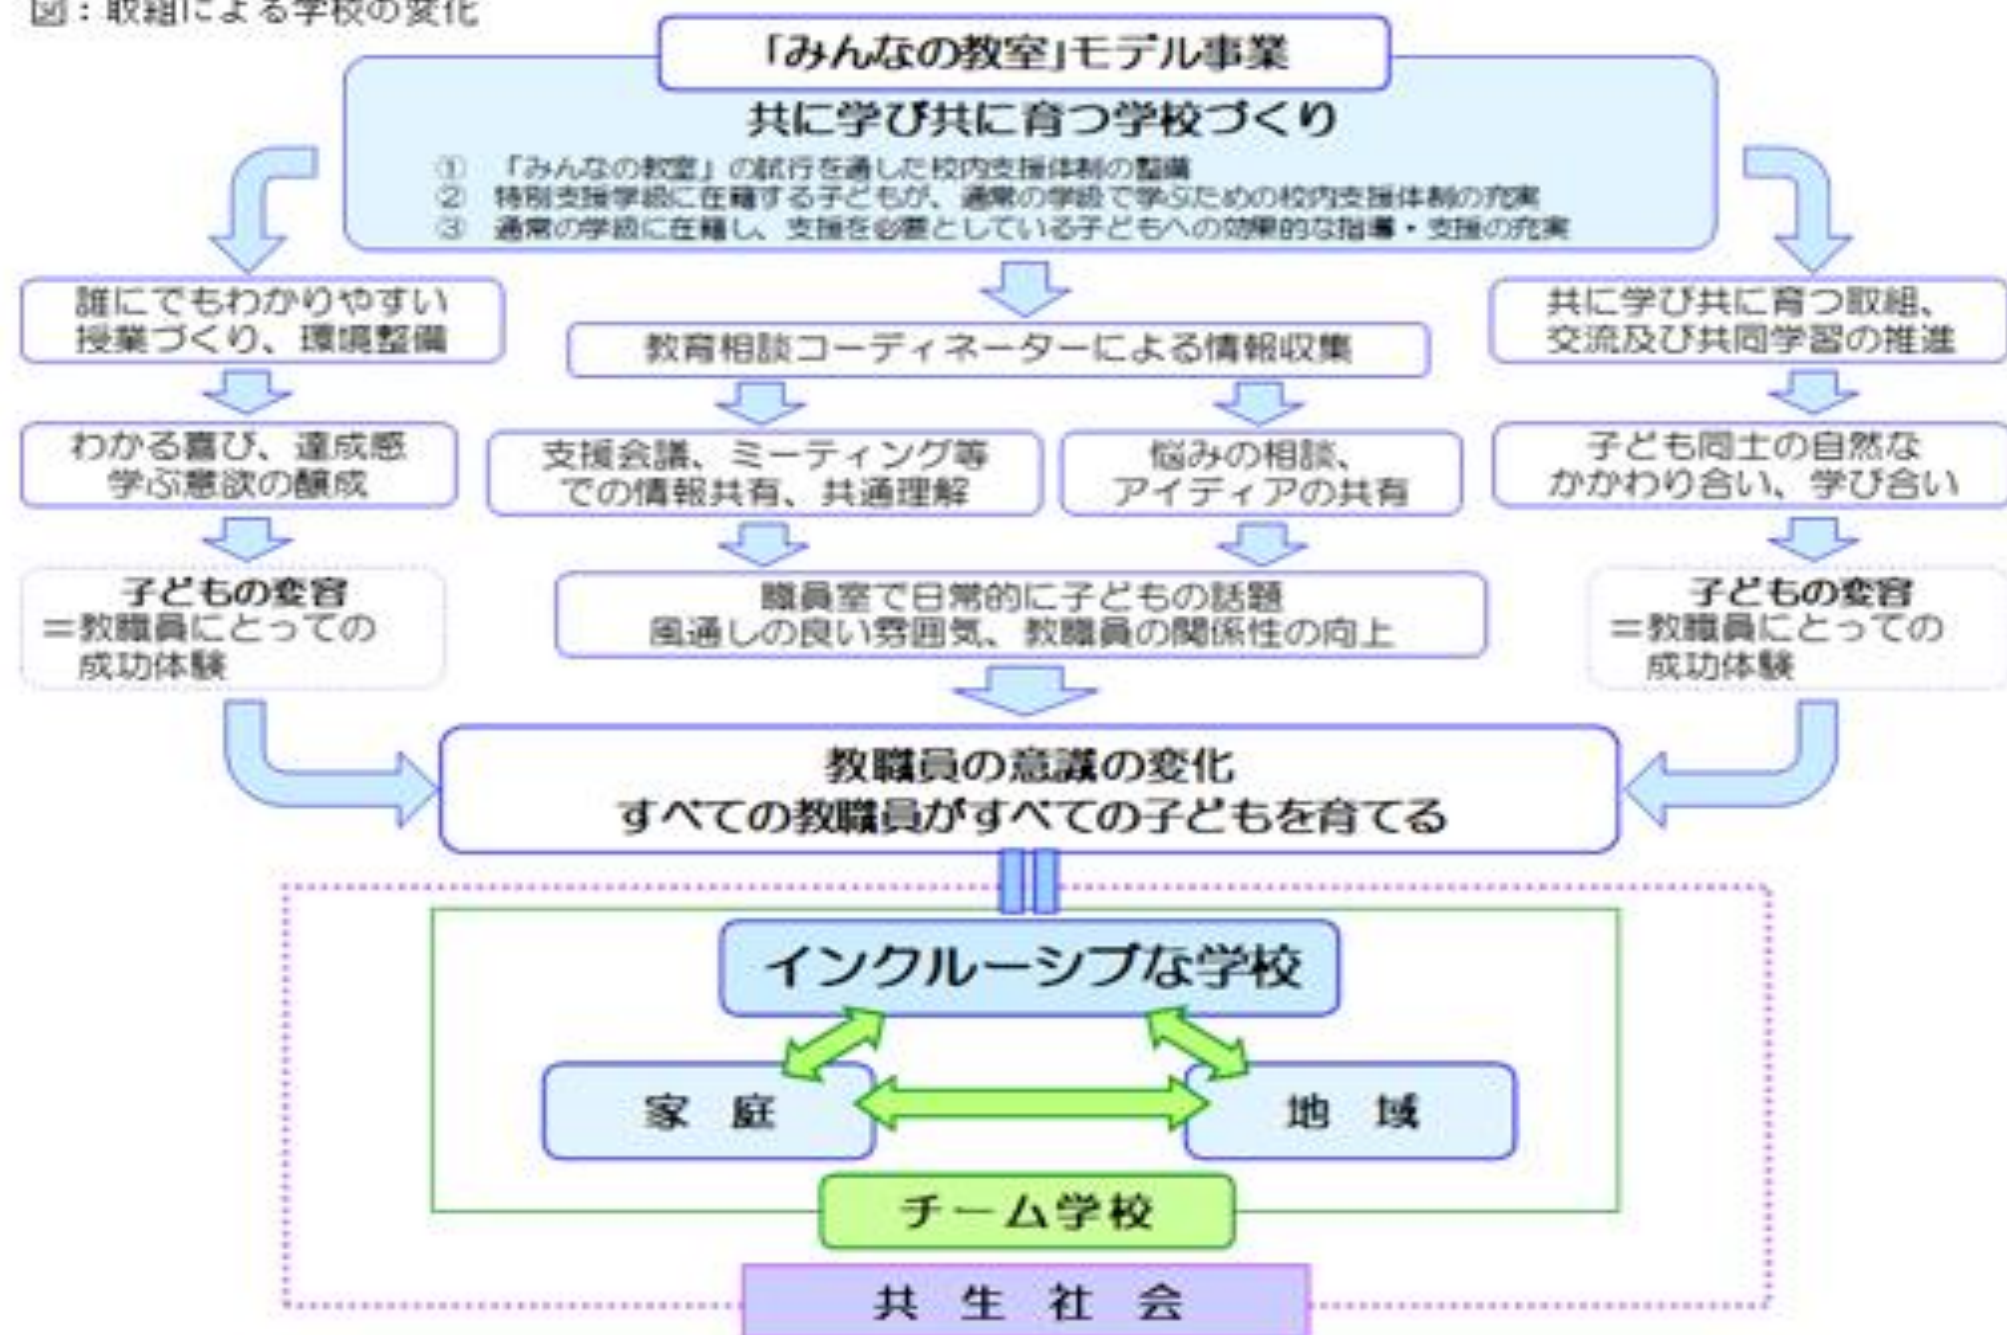 図：取組による学校の変化
「みんなの教室」モデル事業
共に学び共に育つ学校づくり
① 「みんなの教室」の試行を通した校内支援体制の整備
② 特別支援学級に在籍する子どもが、通常の学級で学ぶための校内支援体制の充実
③ 通常の学級に在籍し、支援を必要としている子どもへの効果的な指導・支援の充実
誰にでもわかりやすい
授業づくり、環境整備
教育相談コーディネーターによる情報収集
共に学び共に育つ取組、
交流及び共同学習の推進
わかる喜び、達成感
学ぶ意欲の醸成
支援会議、ミーティング等
での情報共有、共通理解
悩みの相談、
アイディアの共有
子ども同士の自然な
かかわり合い、学び合い
子どもの変容
＝教職員にとっての
成功体験
職員室で日常的に子どもの話題
風通しの良い雰囲気、教職員の関係性の向上
子どもの変容
＝教職員にとっての
成功体験
教職員の意識の変化
すべての教職員がすべての子どもを育てる
インクルーシブな学校
家 庭
地 域
チーム学校
共 生 社 会